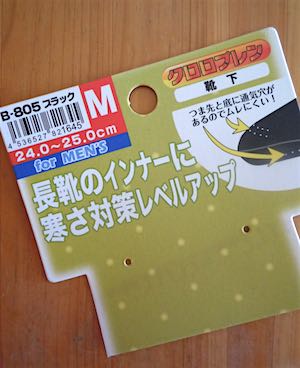 B-805 ブラック
M
4 536527 821645
24.0～25.0cm
for MEN'S
クロロプレン
靴下
つま先と底に通気穴が
あるのでムレにくい！
長靴のインナーに
寒さ対策レベルアップ